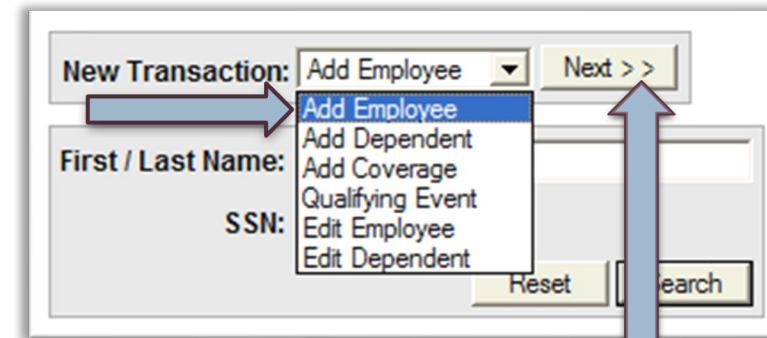 New Transaction: Add Employee Next >>
Add Employee
Add Dependent
First / Last Name: Add Coverage
Qualifying Event
SSN: Edit Employee
Edit Dependent
Reset Search